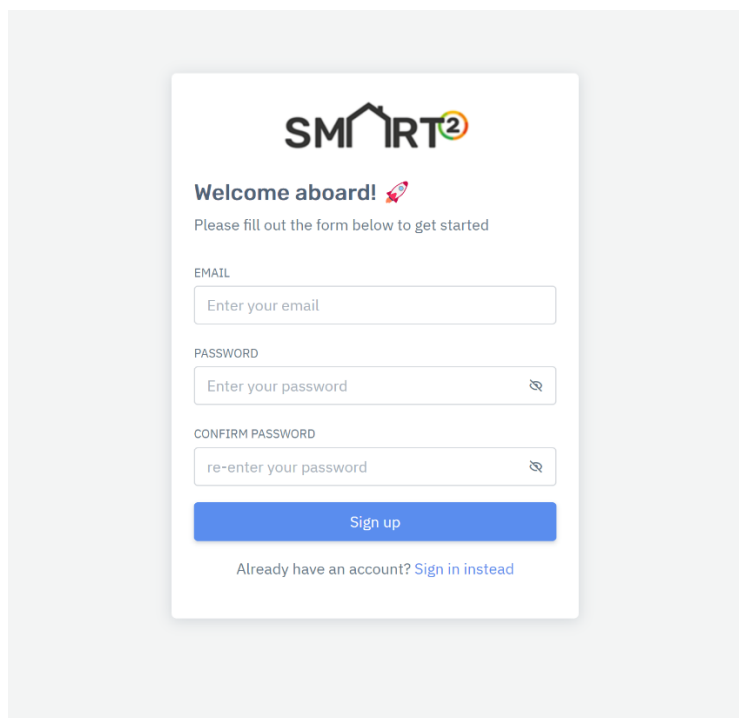 SMART2
Welcome aboard! 🚀
Please fill out the form below to get started
EMAIL
Enter your email
PASSWORD
Enter your password
CONFIRM PASSWORD
re-enter your password
Sign up
Already have an account? Sign in instead